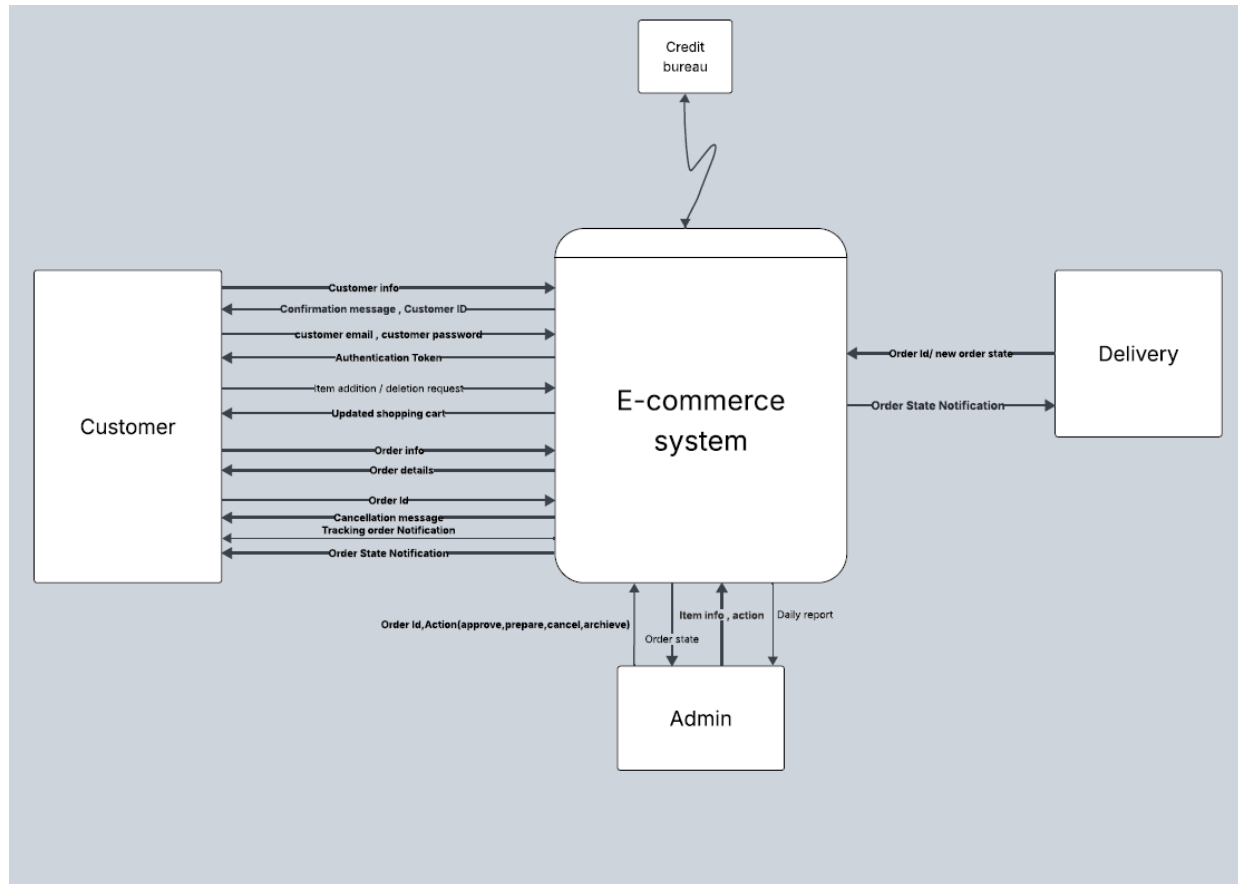 Credit
bureau
Customer info
Confirmation message , Customer ID
customer email , customer password
Authentication Token
Item addition / deletion request
Updated shopping cart
Order info
Order details
Order Id
Cancellation message
Tracking order Notification
Order State Notification
Customer
E-commerce
system
Order Id/ new order state
Order State Notification
Delivery
Order Id,Action(approve,prepare,cancel,archieve)
Order state
Item info , action
Daily report
Admin